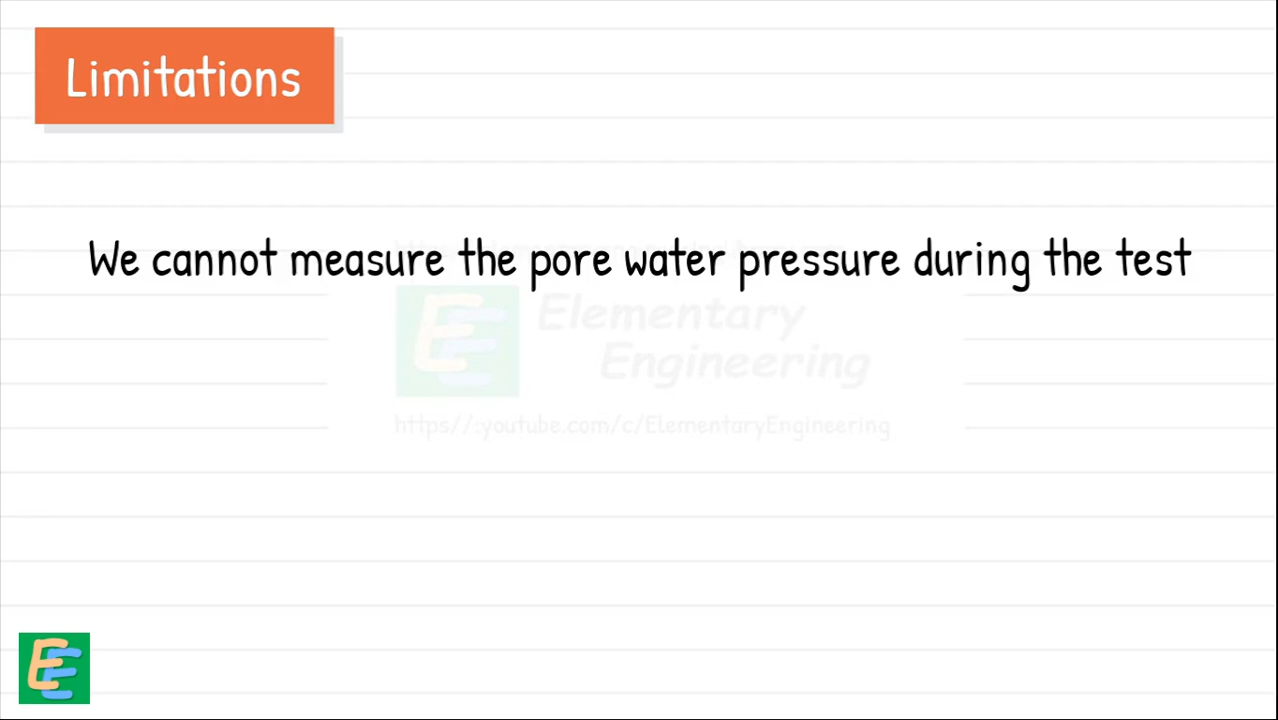 Limitations
We cannot measure the pore water pressure during the test
Elementary
Engineering
https//:youtube.com/c/ElementaryEngineering